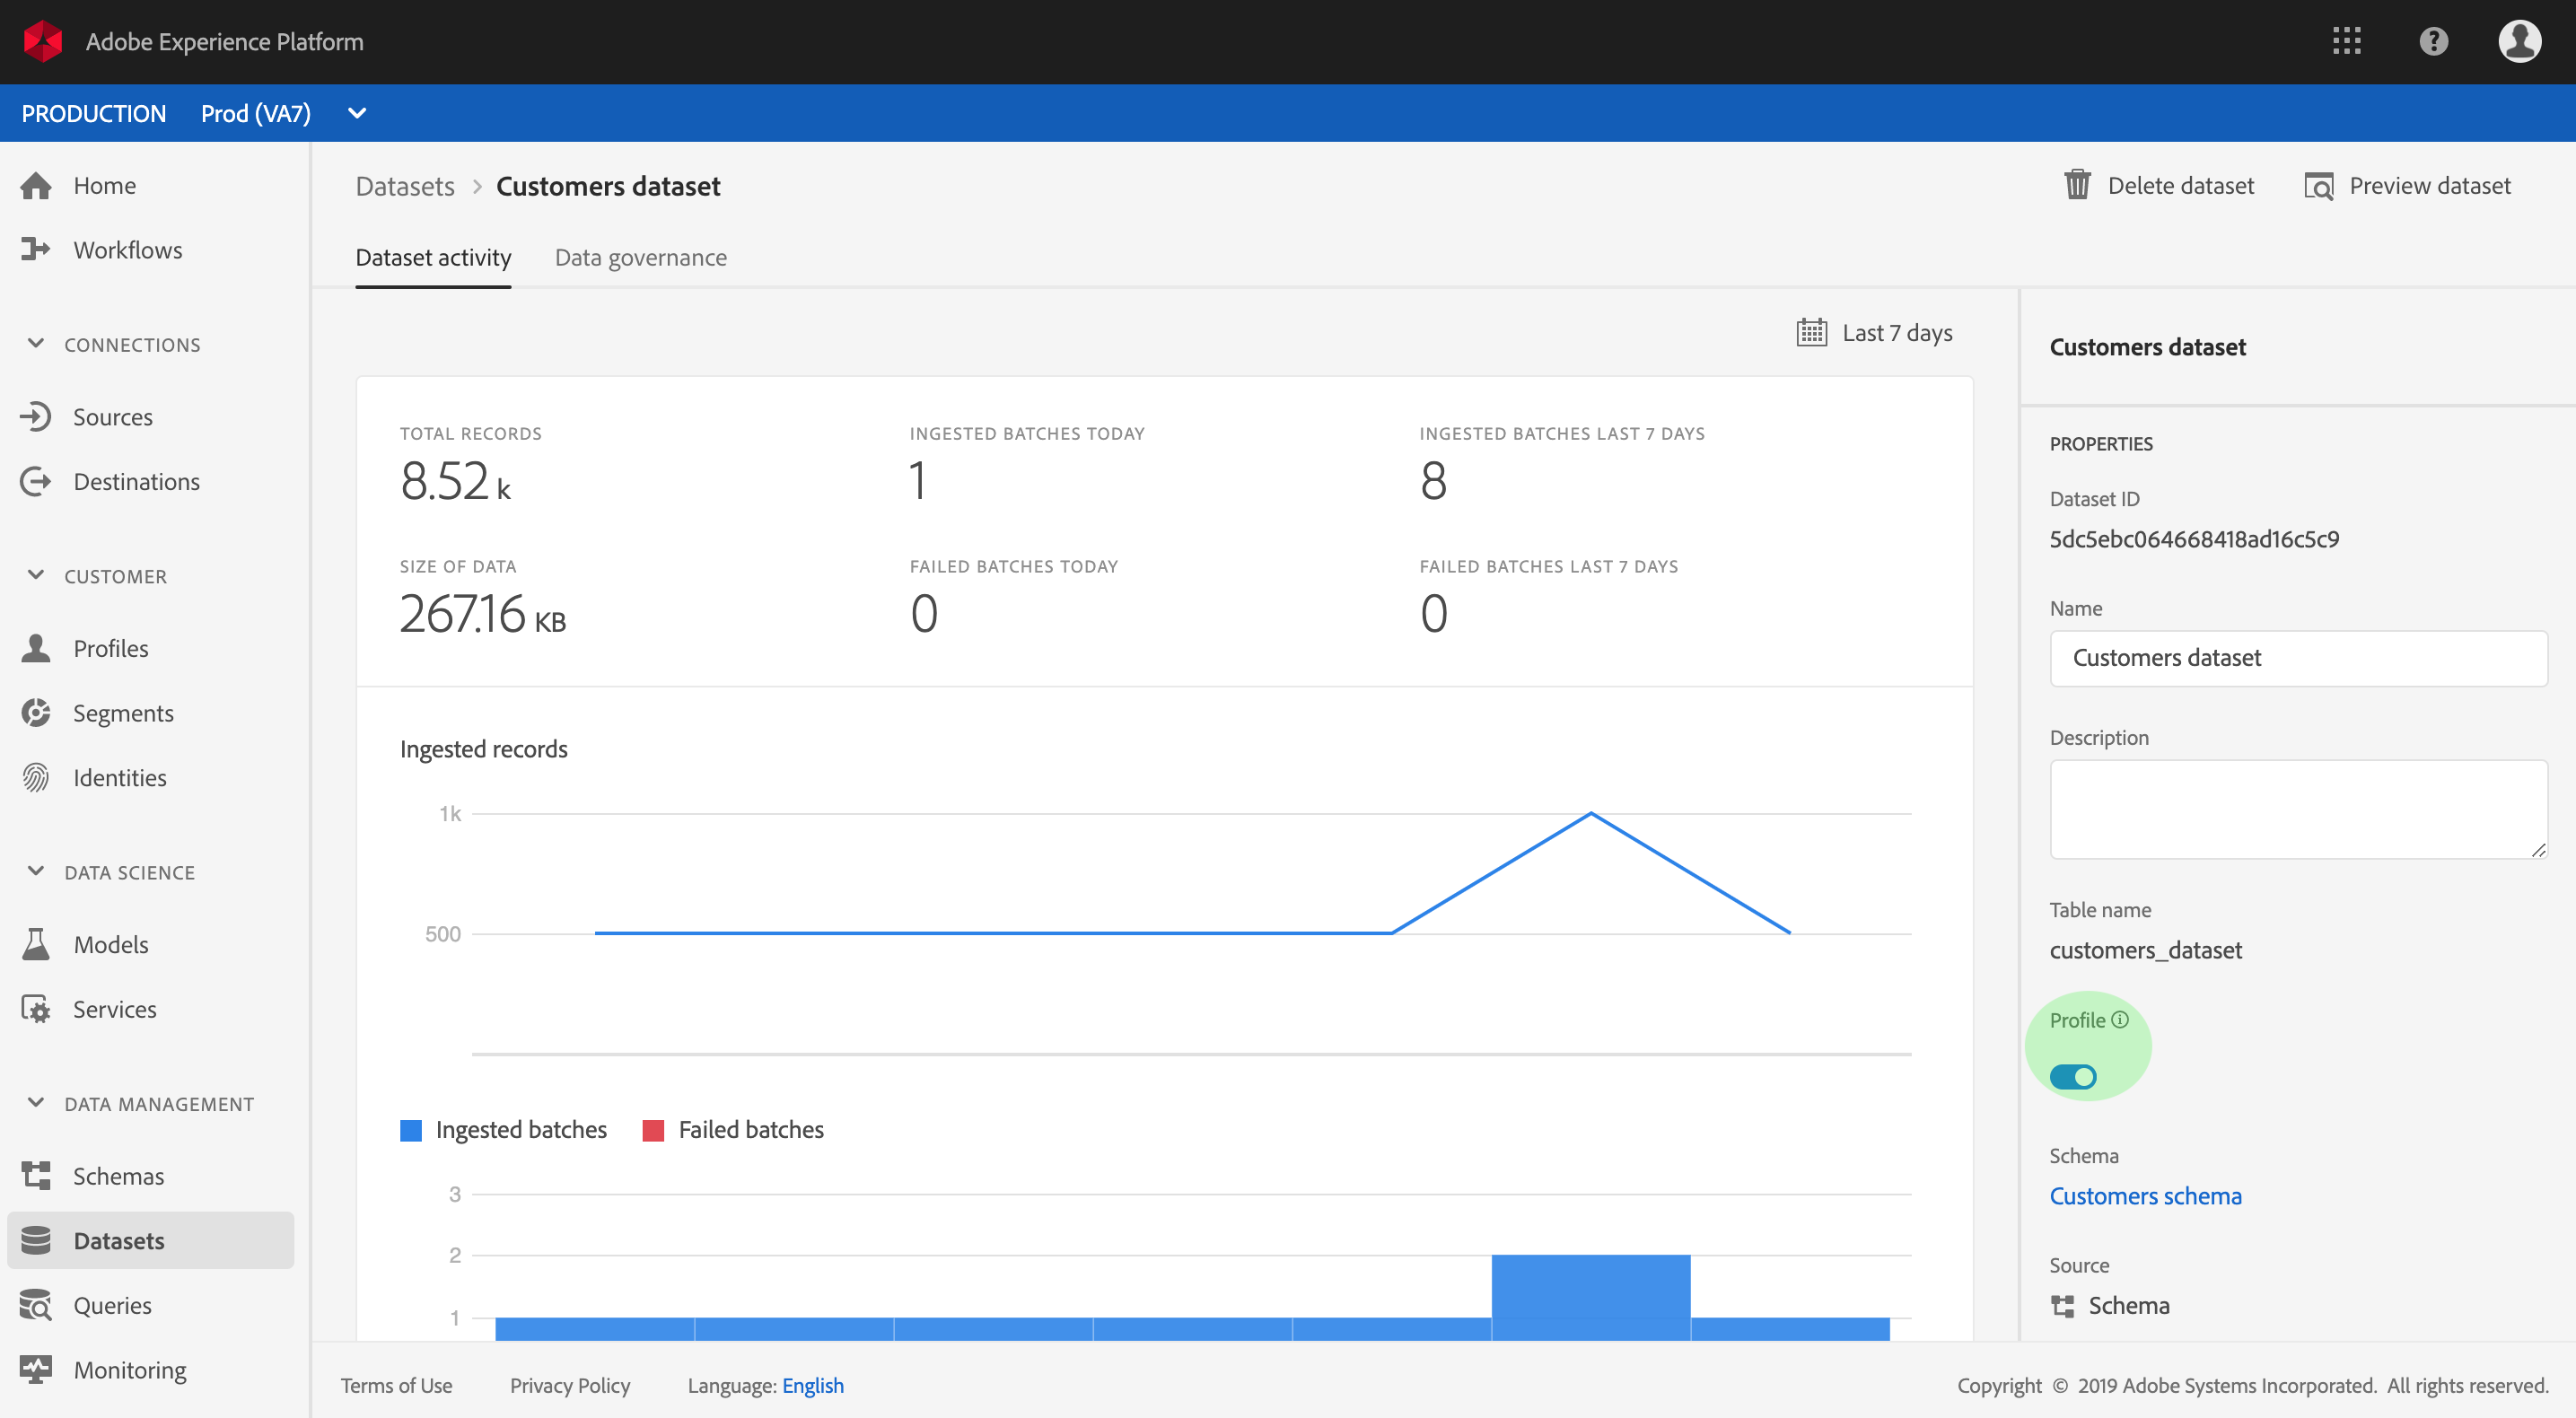 Adobe Experience Platform
PRODUCTION Prod (VA7)
Home
Workflows
CONNECTIONS
Sources
Destinations
CUSTOMER
Profiles
Segments
Identities
DATA SCIENCE
Models
Services
DATA MANAGEMENT
Schemas
Datasets
Queries
Monitoring
Datasets > Customers dataset
Delete dataset Preview dataset
Dataset activity Data governance
Last 7 days
TOTAL RECORDS INGESTED BATCHES TODAY INGESTED BATCHES LAST 7 DAYS
8.52 k 1 8
SIZE OF DATA FAILED BATCHES TODAY FAILED BATCHES LAST 7 DAYS
267.16 KB 0 0
Ingested records
1k
500
Ingested batches Failed batches
3
2
1
Customers dataset
PROPERTIES
Dataset ID
5dc5ebc064668418ad16c5c9
Name
Customers dataset
Description
Table name
customers_dataset
Profile
Schema
Customers schema
Source
Schema
Terms of Use Privacy Policy Language: English
Copyright © 2019 Adobe Systems Incorporated. All rights reserved.